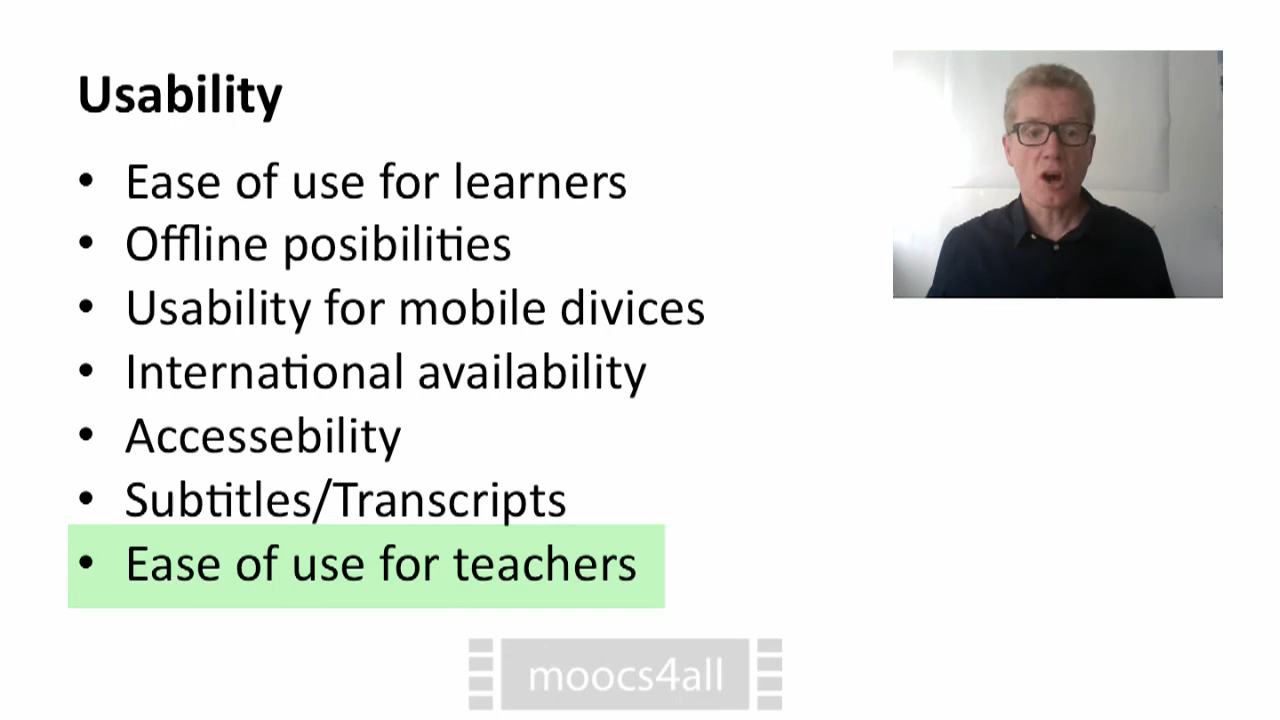 Usability
• Ease of use for learners
• Offline posibilities
• Usability for mobile divices
• International availability
• Accessebility
• Subtitles/Transcripts
• Ease of use for teachers
moocs4all